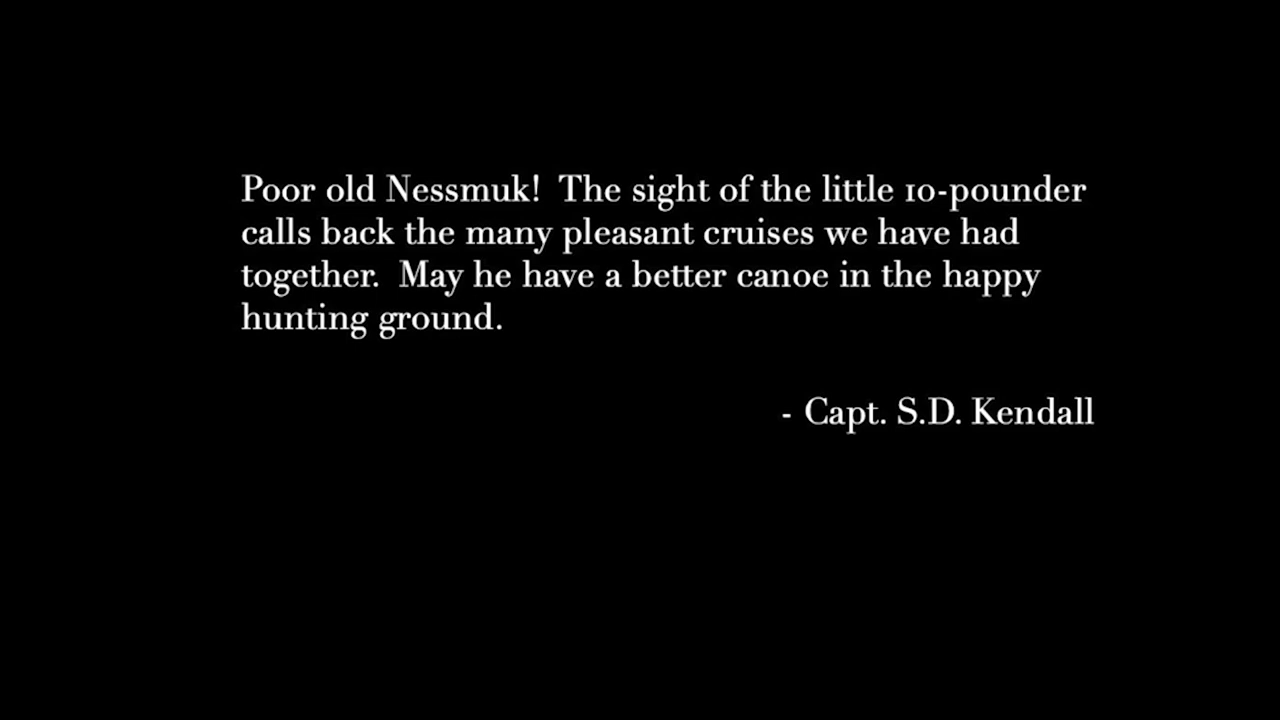 Poor old Nessmuk!  The sight of the little 10-pounder
calls back the many pleasant cruises we have had
together.  May he have a better canoe in the happy
hunting ground.
- Capt. S.D. Kendall